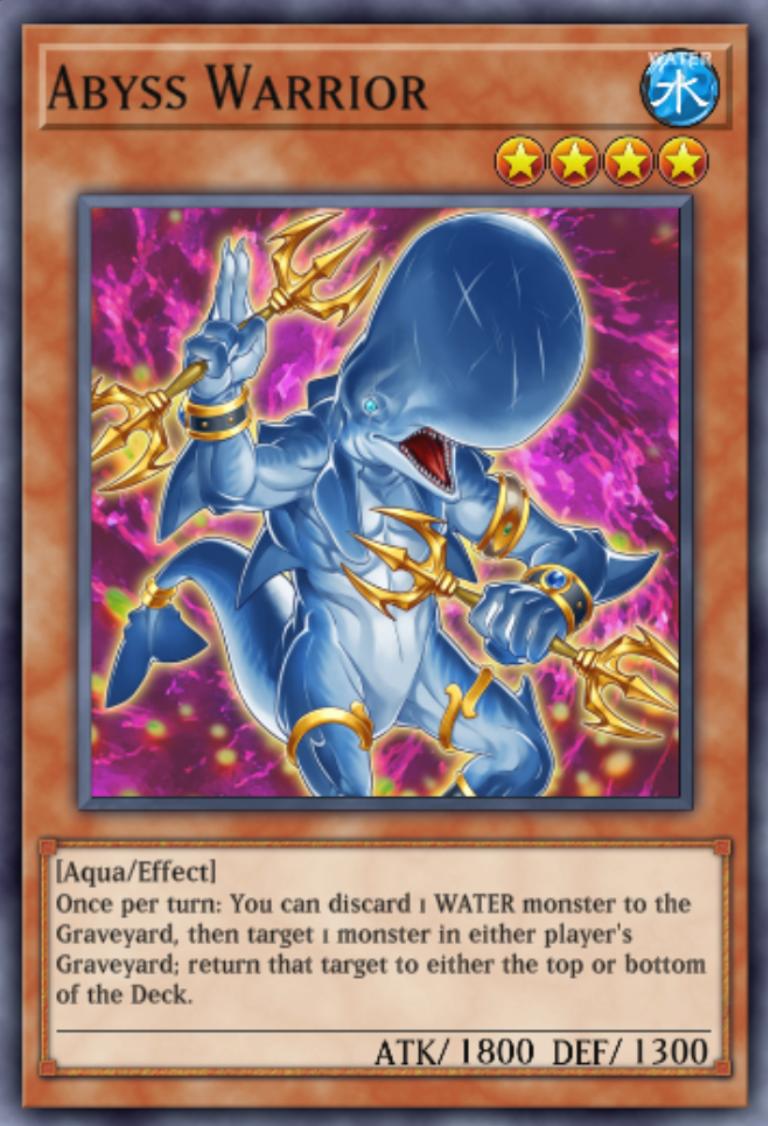 Abyss Warrior
WATER
水
[Aqua/Effect]
Once per turn: You can discard 1 WATER monster to the
Graveyard, then target 1 monster in either player's
Graveyard; return that target to either the top or bottom
of the Deck.
ATK/ 1800 DEF/ 1300